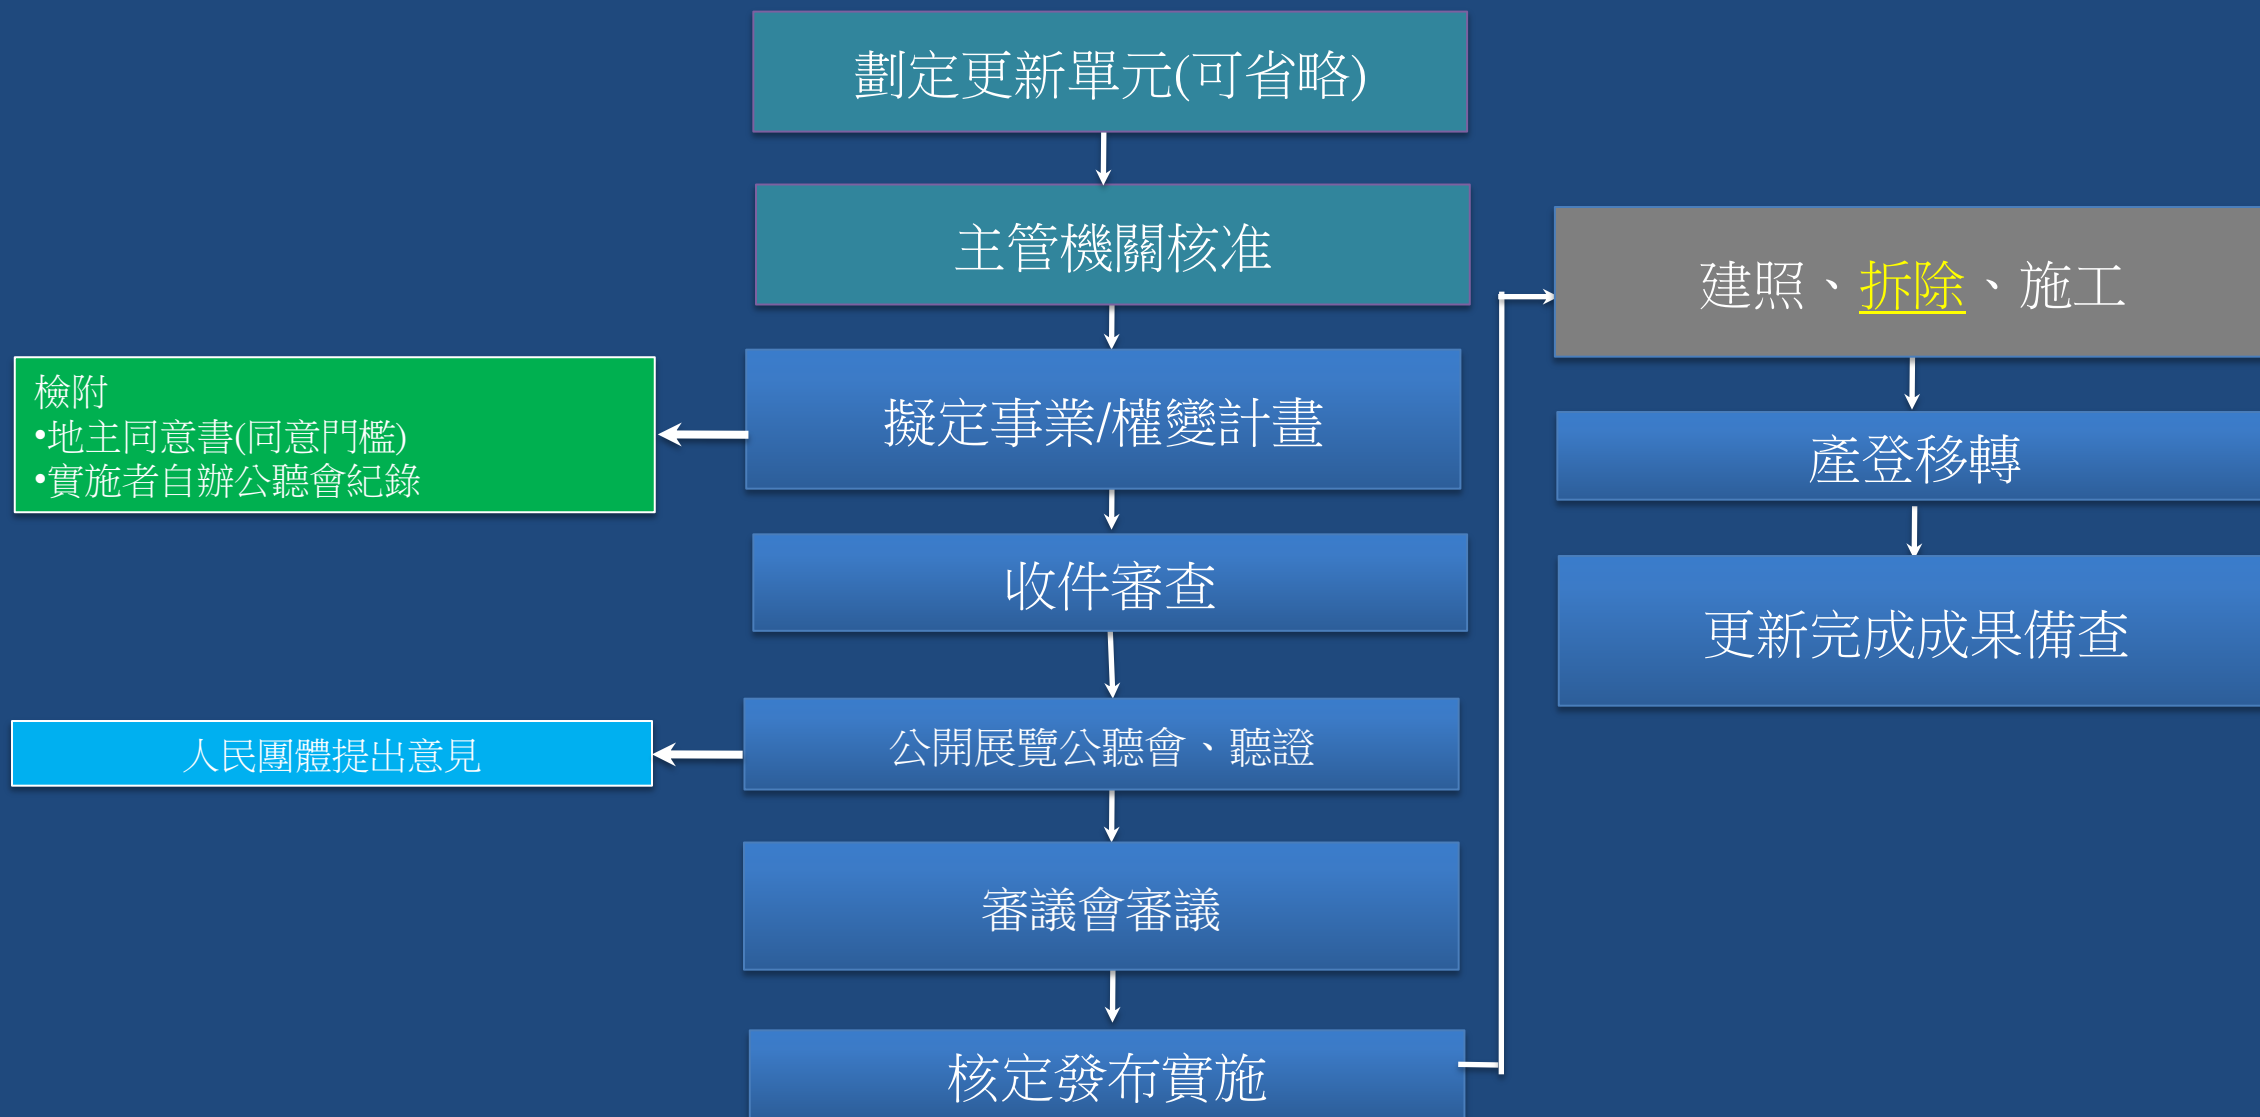 劃定更新單元(可省略)
主管機關核准
擬定事業/權變計畫
檢附
•地主同意書(同意門檻)
•實施者自辦公聽會紀錄
收件審查
公開展覽公聽會、聽證
人民團體提出意見
審議會審議
核定發布實施
建照、折除、施工
產登移轉
更新完成成果備查